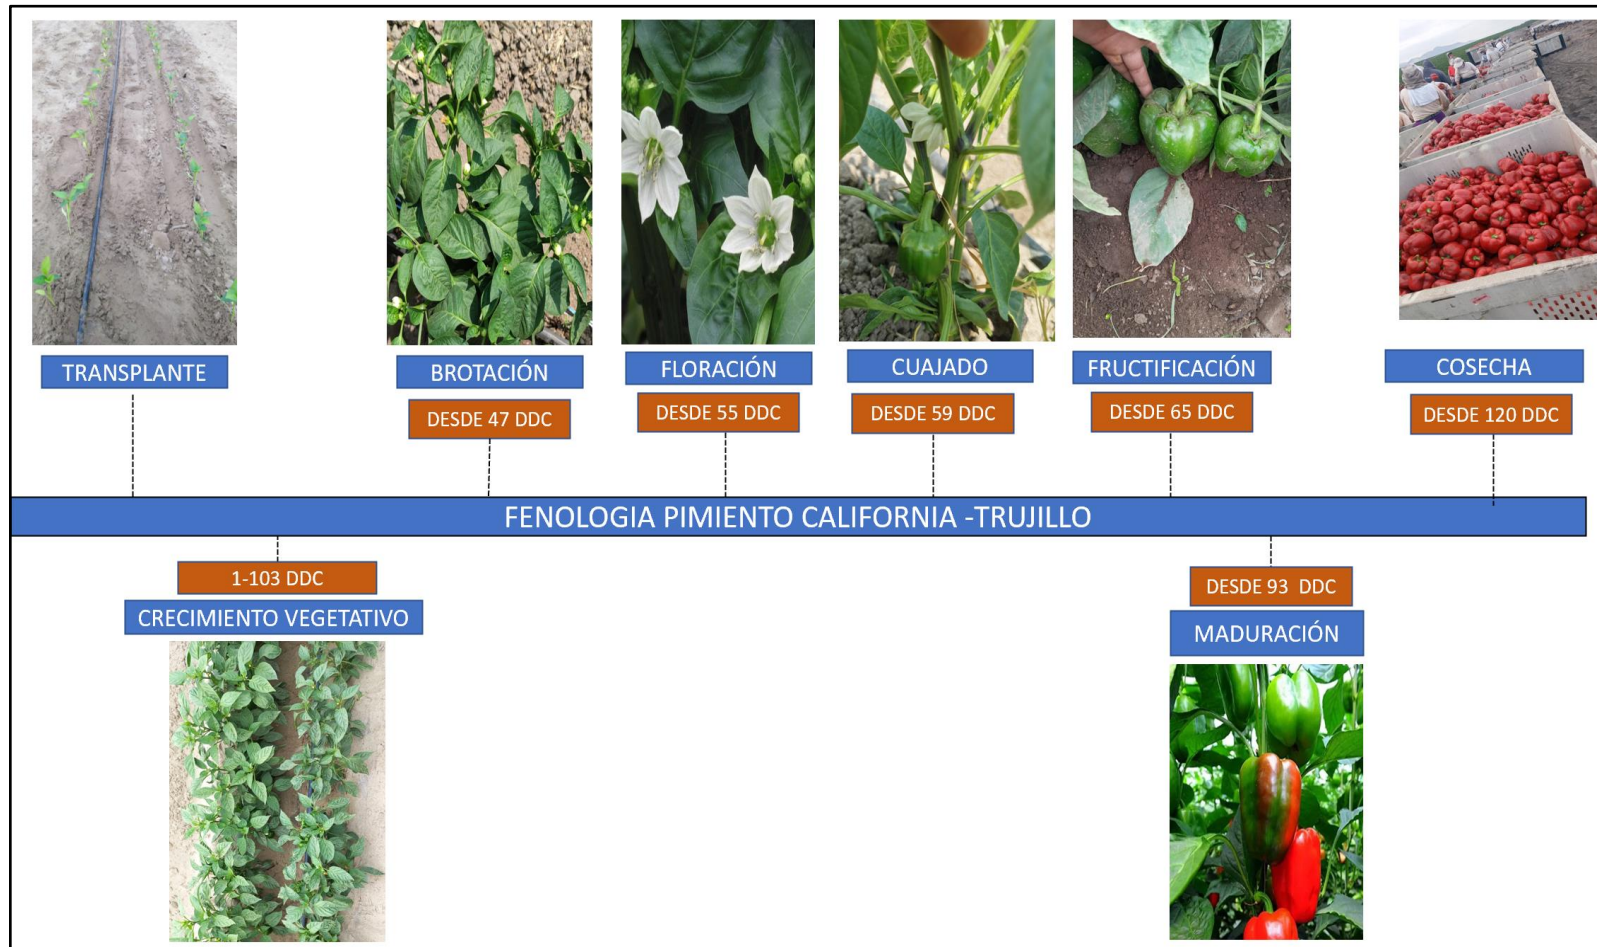 TRANSPLANTE
BROTACIÓN
DESDE 47 DDC
FLORACIÓN
DESDE 55 DDC
CUAJADO
DESDE 59 DDC
FRUCTIFICACIÓN
DESDE 65 DDC
COSECHA
DESDE 120 DDC
FENOLOGIA PIMIENTO CALIFORNIA -TRUJILLO
1-103 DDC
CRECIMIENTO VEGETATIVO
DESDE 93 DDC
MADURACIÓN